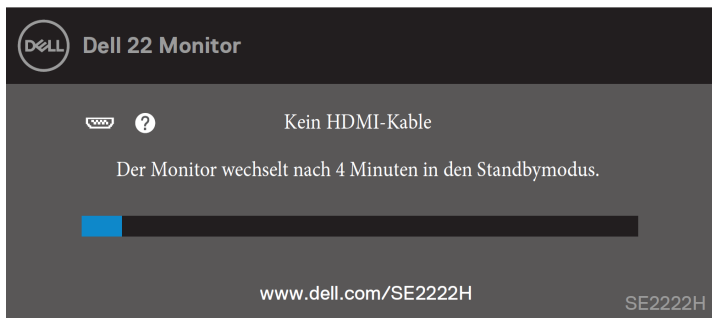 DELL
Dell 22 Monitor
? Kein HDMI-Kable
Der Monitor wechselt nach 4 Minuten in den Standbymodus.
www.dell.com/SE2222H
SE2222H